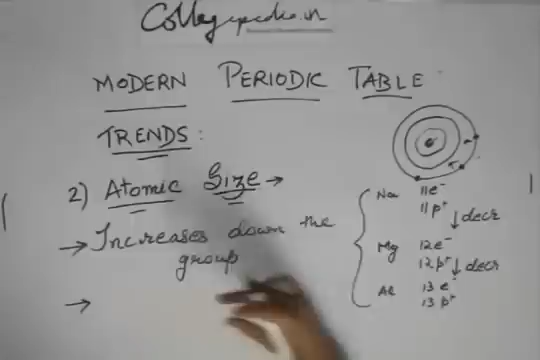 Collegepedia.in
MODERN PERIODIC TABLE
TRENDS:
2) Atomic Size →
→ Increases down the
group
→
Na 11e⁻
11p⁺
↓ decr
Mg 12e⁻
12p⁺
↓ decr
Al 13e⁻
13p⁺